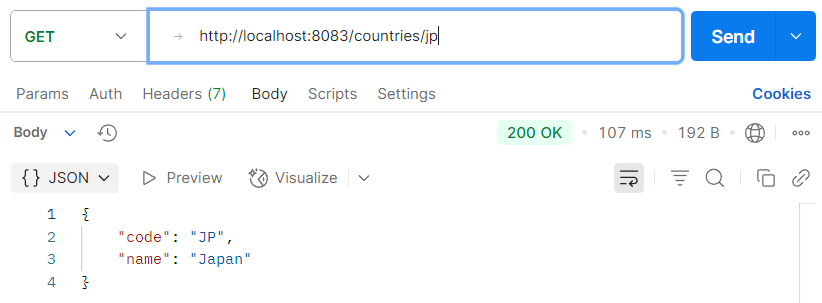 GET → http://localhost:8083/countries/jp Send
Params Auth Headers (7) Body Scripts Settings Cookies
Body 200 OK • 107 ms • 192 B •
{} JSON Preview Visualize
1 {
2     "code": "JP",
3     "name": "Japan"
4 }